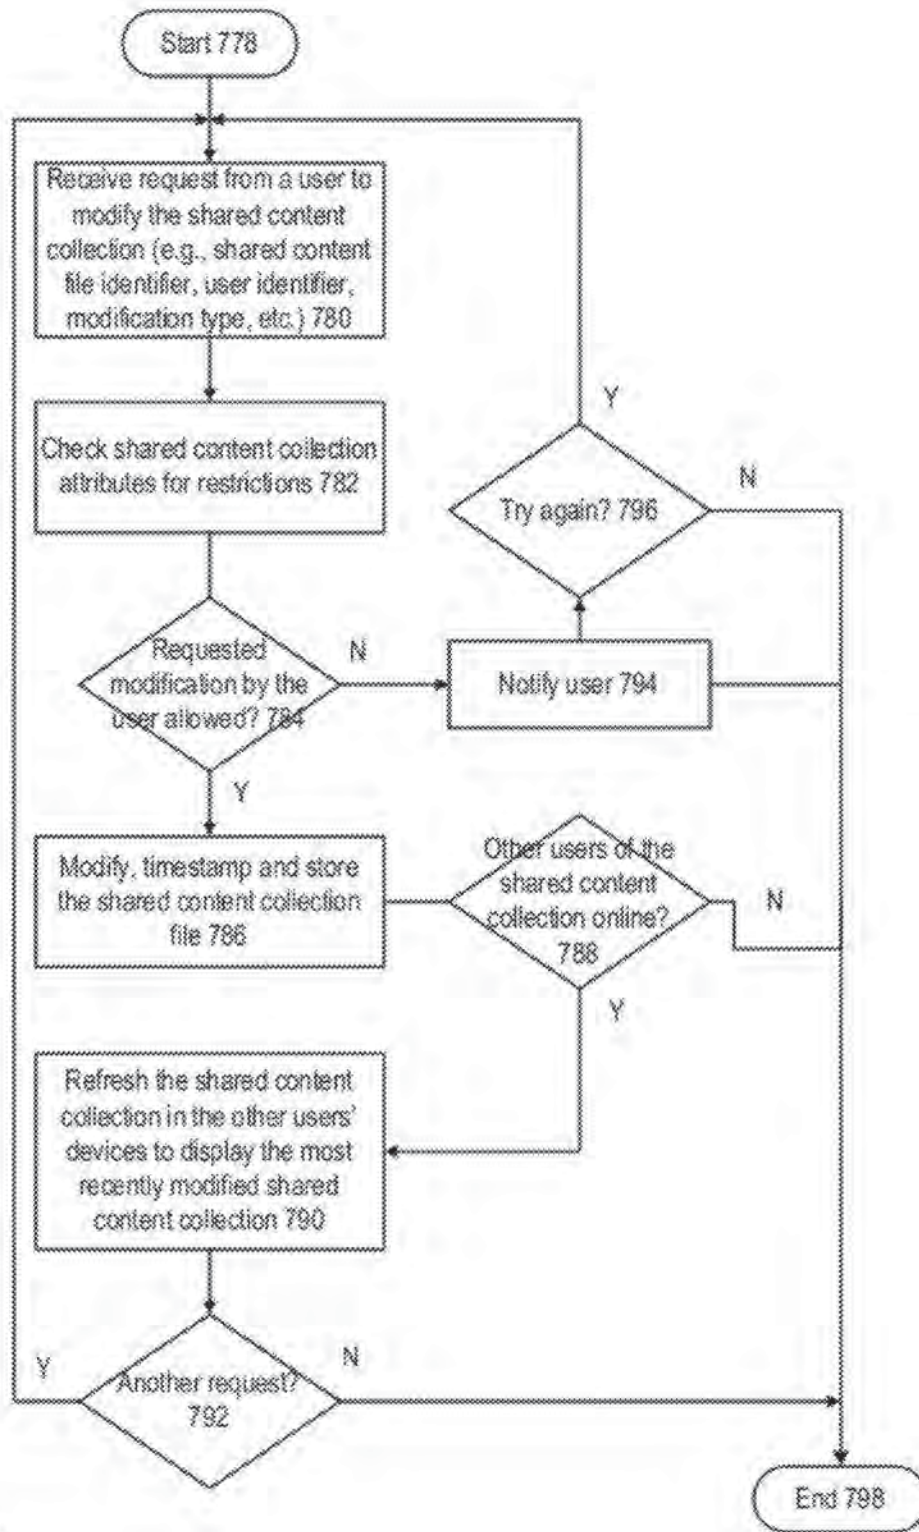 Start 778
Receive request from a user to
modify the shared content
collection (e.g., shared content
file identifier, user identifier,
modification type, etc.) 780
Check shared content collection
attributes for restrictions 782
Y
Try again? 796
N
Requested
modification by the
user allowed? 784
N
Notify user 794
Y
Modify, timestamp and store
the shared content collection
file 786
Other users of the
shared content
collection online?
788
N
Y
Refresh the shared content
collection in the other users'
devices to display the most
recently modified shared
content collection 790
Y
Another request?
792
N
End 798